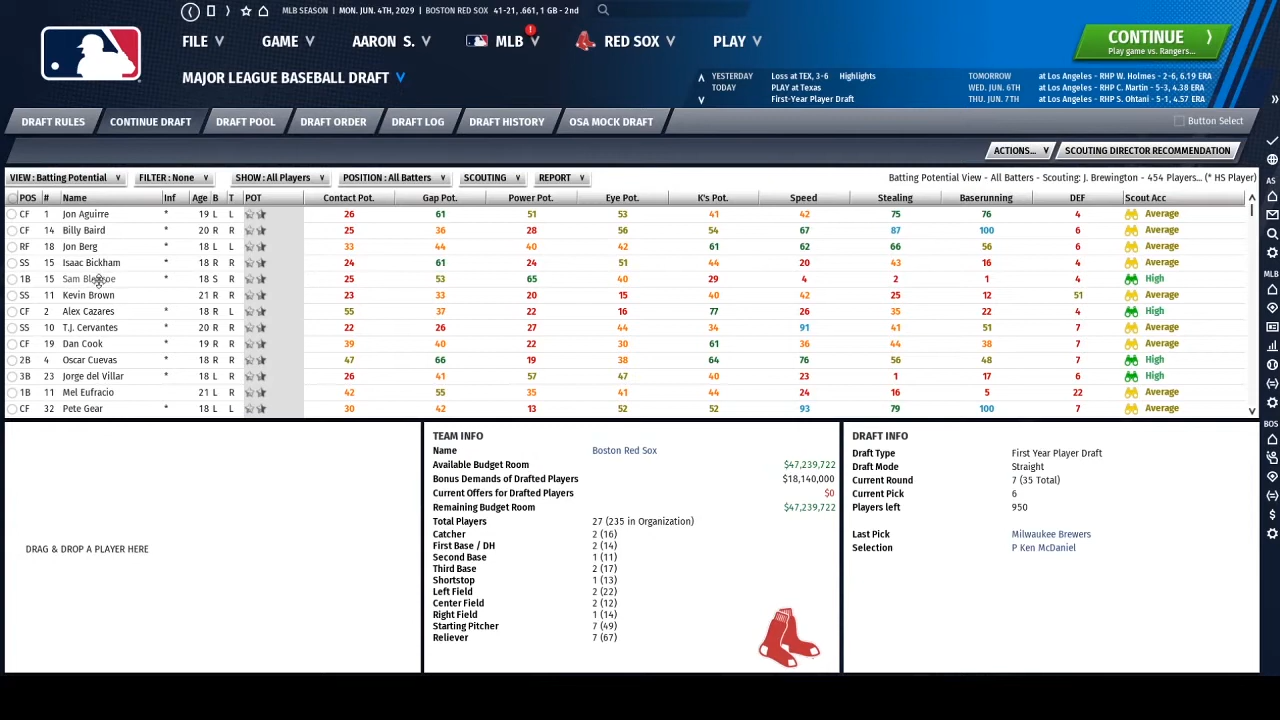 MLB SEASON | MON. JUN. 4TH, 2029 | BOSTON RED SOX 41-21, .661, 1 GB - 2nd
FILE GAME AARON S. MLB ! RED SOX PLAY
CONTINUE
Play game vs. Rangers...
MAJOR LEAGUE BASEBALL DRAFT
YESTERDAY Loss at TEX, 3-6 Highlights TOMORROW at Los Angeles - RHP W. Holmes - 2-6, 6.19 ERA
TODAY PLAY at Texas WED. JUN. 6TH at Los Angeles - RHP C. Martin - 5-3, 4.38 ERA
First-Year Player Draft THU. JUN. 7TH at Los Angeles - RHP S. Ohtani - 5-1, 4.57 ERA
DRAFT RULES CONTINUE DRAFT DRAFT POOL DRAFT ORDER DRAFT LOG DRAFT HISTORY OSA MOCK DRAFT Button Select
ACTIONS... SCOUTING DIRECTOR RECOMMENDATION
VIEW : Batting Potential FILTER : None SHOW : All Players POSITION : All Batters SCOUTING REPORT Batting Potential View - All Batters - Scouting: J. Brewington - 454 Players... (* HS Player)
POS # Name Inf Age B T POT Contact Pot. Gap Pot. Power Pot. Eye Pot. K's Pot. Speed Stealing Baserunning DEF Scout Acc
CF 1 Jon Aguirre * 19 L L 26 61 51 53 41 42 75 76 4 Average
CF 14 Billy Baird * 20 R R 25 36 28 56 54 67 87 100 6 Average
RF 18 Jon Berg * 18 L L 33 44 40 42 61 62 66 56 6 Average
SS 15 Isaac Bickham * 18 R R 24 61 24 51 44 20 43 16 4 Average
1B 15 Sam * 18 S R 25 53 65 40 29 4 2 1 4 High
SS 11 Kevin Brown 21 R R 23 33 20 15 40 42 25 12 51 Average
CF 2 Alex Cazares * 18 R L 55 37 22 16 77 26 35 22 4 High
SS 10 T.J. Cervantes * 20 R R 22 26 27 44 34 91 41 51 7 Average
CF 19 Dan Cook * 19 R R 39 40 22 30 61 36 44 38 7 Average
2B 4 Oscar Cuevas * 18 R R 47 66 19 38 64 76 56 48 7 High
3B 23 Jorge del Villar * 18 L R 26 41 57 47 40 23 1 17 6 High
1B 11 Mel Eufracio 21 L R 42 55 35 41 44 24 16 5 22 Average
CF 32 Pete Gear * 18 L L 30 42 13 52 52 93 79 100 7 Average
DRAG & DROP A PLAYER HERE
TEAM INFO
Name Boston Red Sox
Available Budget Room $47,239,722
Bonus Demands of Drafted Players $18,140,000
Current Offers for Drafted Players $0
Remaining Budget Room $47,239,722
Total Players 27 (235 in Organization)
Catcher 2 (16)
First Base / DH 2 (14)
Second Base 1 (11)
Third Base 2 (17)
Shortstop 1 (13)
Left Field 2 (22)
Center Field 2 (12)
Right Field 1 (14)
Starting Pitcher 7 (49)
Reliever 7 (67)
DRAFT INFO
Draft Type First Year Player Draft
Draft Mode Straight
Current Round 7 (35 Total)
Current Pick 6
Players left 950
Last Pick Milwaukee Brewers
Selection P Ken McDaniel
AS
MLB
BOS